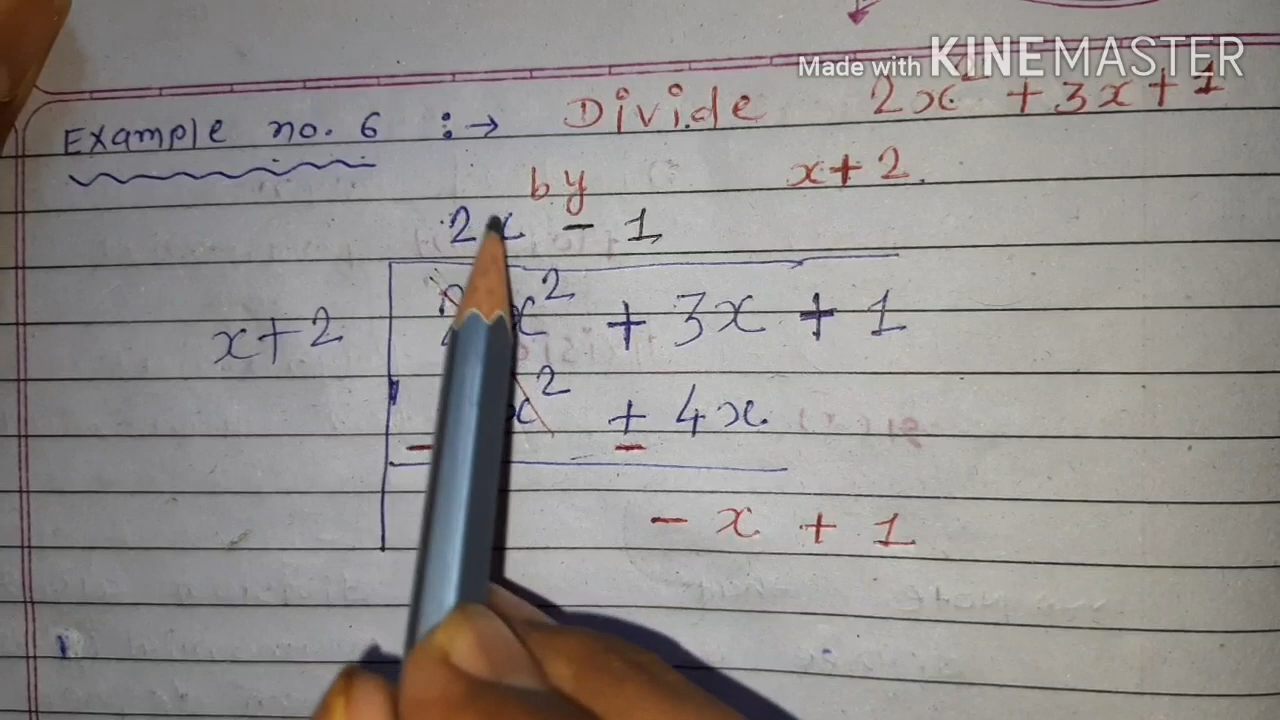 Made with KINEMASTER
Example no. 6 :→ Divide 2x² + 3x + 1
by x + 2.
2x - 1
x + 2 2x² + 3x + 1
x² + 4x
- -
- x + 1